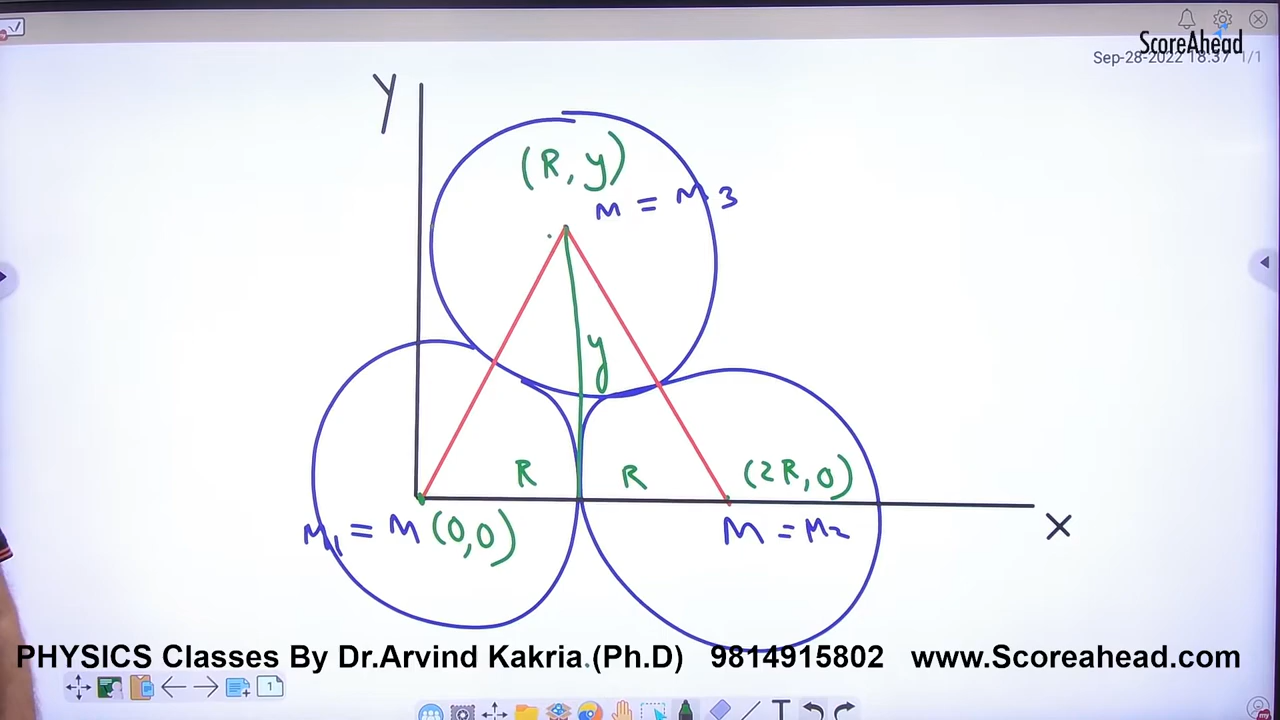 ScoreAhead
Sep-28-2022 18:37 1/1
Y
(R, y)
M = M3
y
R
R
(2R, 0)
M1 = M (0,0)
M = M2
X
PHYSICS Classes By Dr.Arvind Kakria.(Ph.D) 9814915802 www.Scoreahead.com
1
T